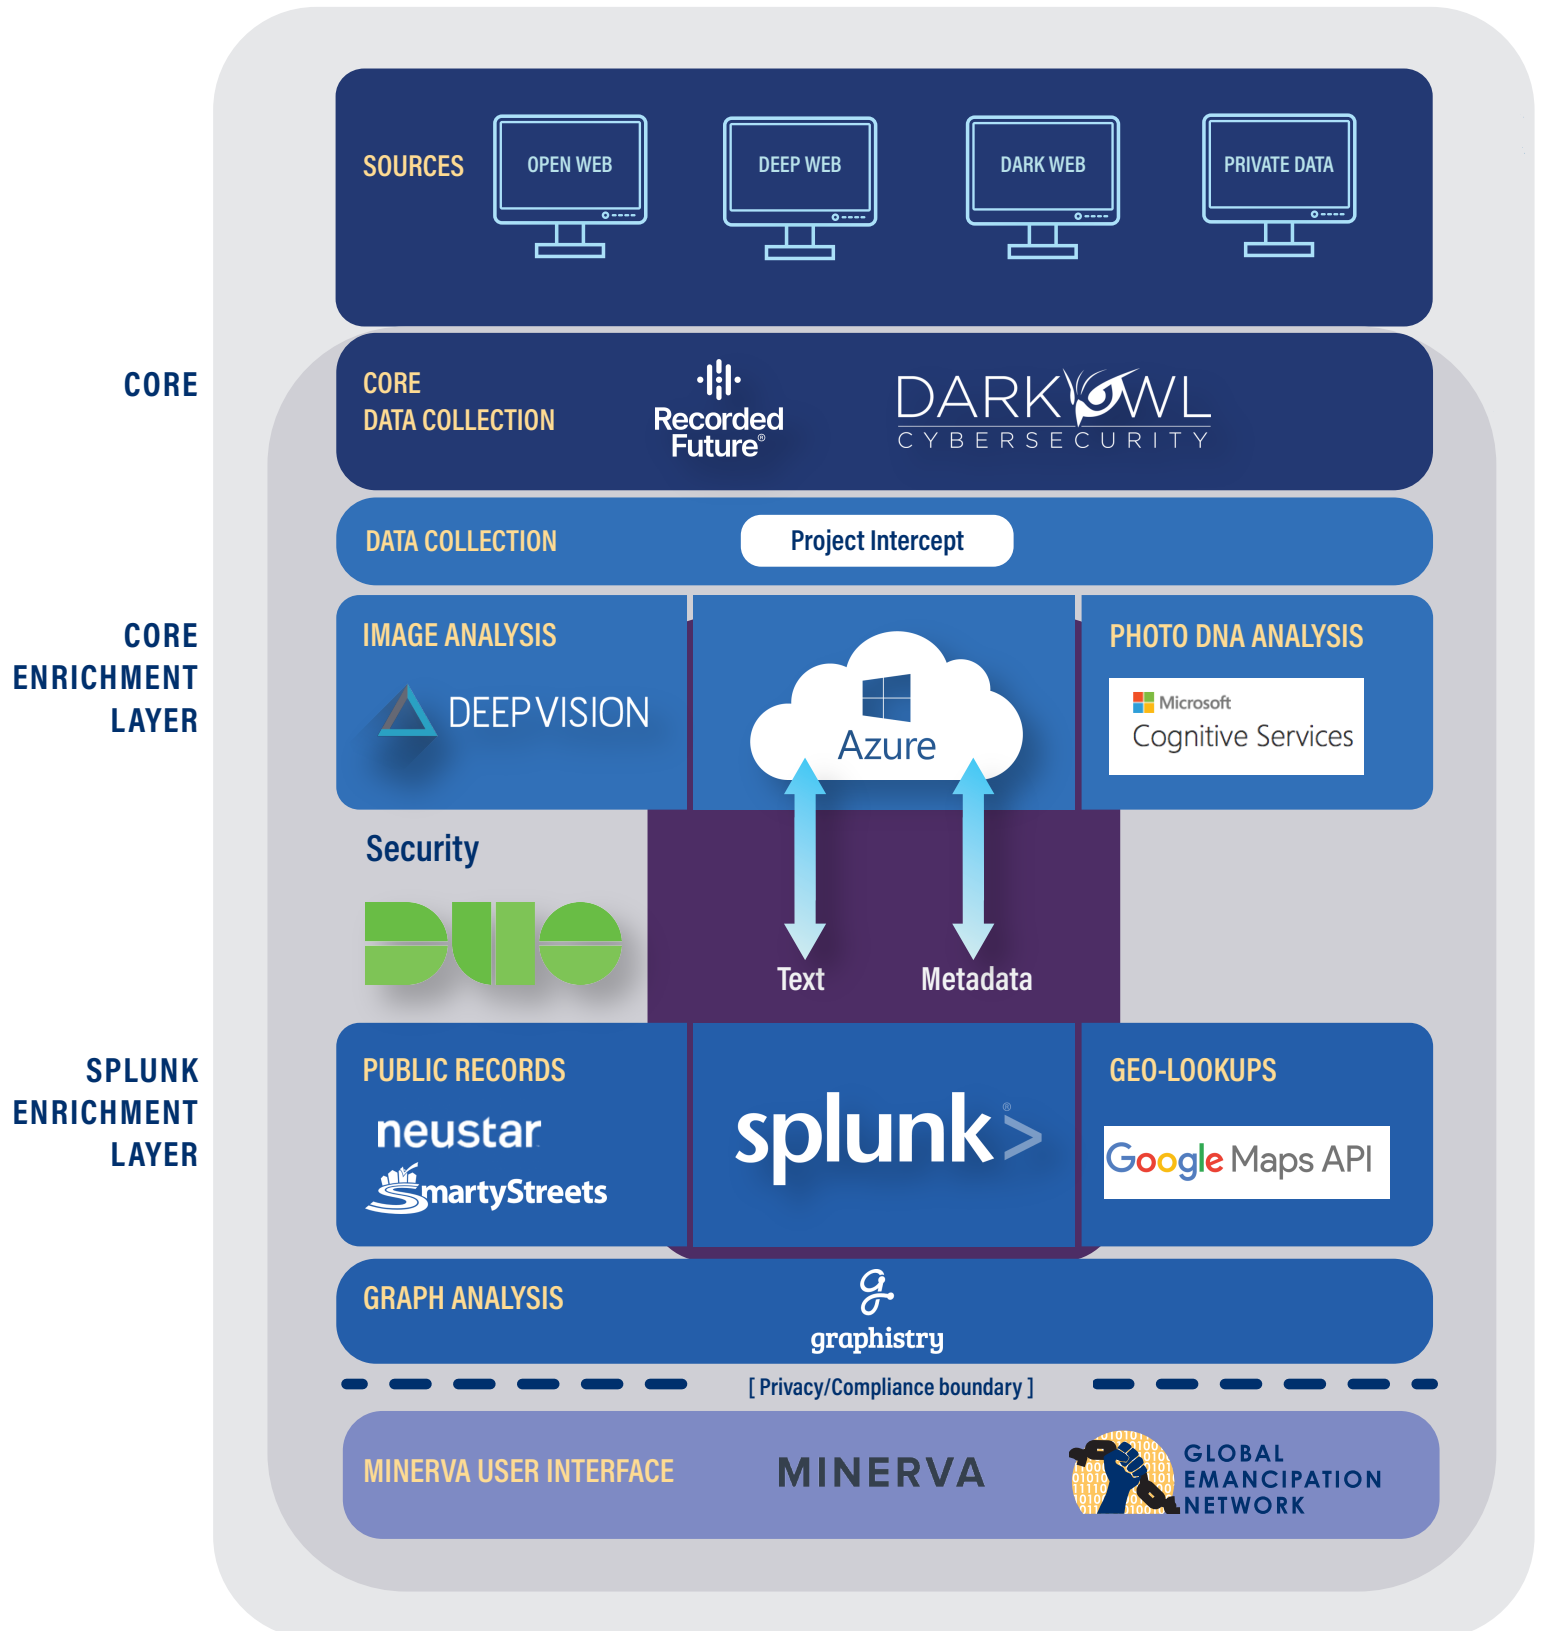 SOURCES
OPEN WEB
DEEP WEB
DARK WEB
PRIVATE DATA
CORE
CORE
DATA COLLECTION
Recorded
Future®
DARKOWL
CYBERSECURITY
DATA COLLECTION
Project Intercept
CORE
ENRICHMENT
LAYER
IMAGE ANALYSIS
DEEPVISION
Azure
PHOTO DNA ANALYSIS
Microsoft
Cognitive Services
Security
DUO
Text
Metadata
SPLUNK
ENRICHMENT
LAYER
PUBLIC RECORDS
neustar
SmartyStreets
splunk>®
GEO-LOOKUPS
Google Maps API
GRAPH ANALYSIS
g
graphistry
[ Privacy/Compliance boundary ]
MINERVA USER INTERFACE
MINERVA
GLOBAL
EMANCIPATION
NETWORK